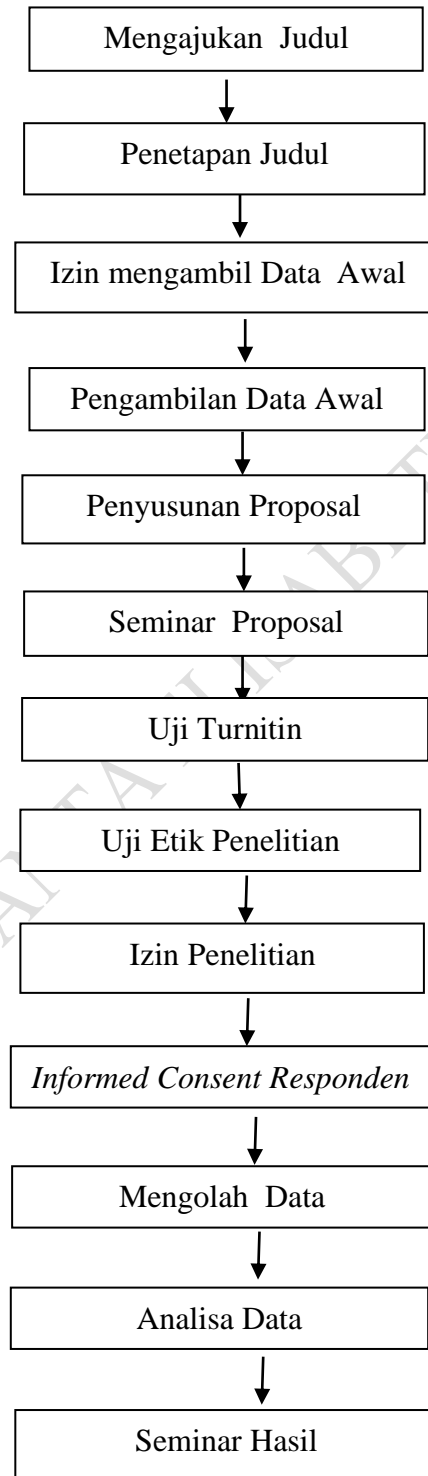 Mengajukan Judul
Penetapan Judul
Izin mengambil Data Awal
Pengambilan Data Awal
Penyusunan Proposal
Seminar Proposal
Uji Turnitin
Uji Etik Penelitian
Izin Penelitian
Informed Consent Responden
Mengolah Data
Analisa Data
Seminar Hasil